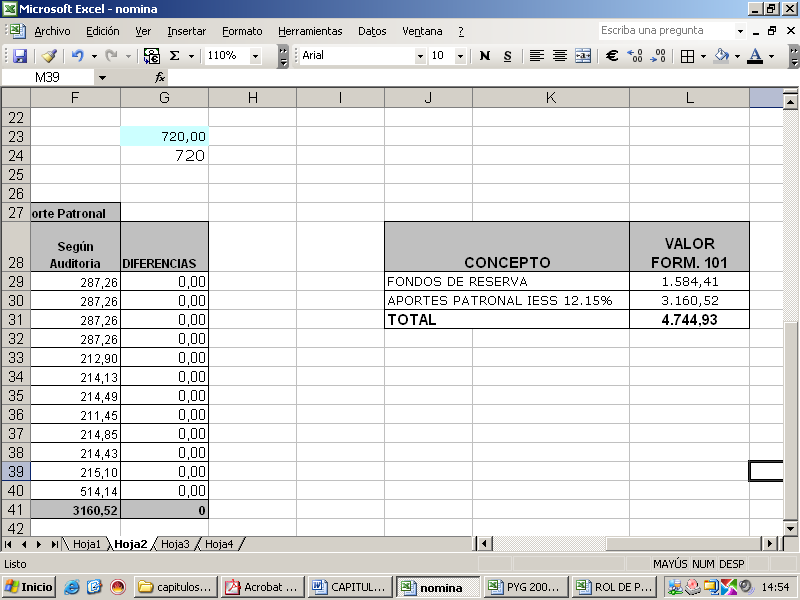 Microsoft Excel - nomina
Archivo Edición Ver Insertar Formato Herramientas Datos Ventana ? Escriba una pregunta
Σ 110% Arial 10 N S €
M39 fx
F G H I J K L
22
23 720,00
24 720
25
26
27 orte Patronal
28 Según Auditoria DIFERENCIAS CONCEPTO VALOR FORM. 101
29 287,26 0,00 FONDOS DE RESERVA 1.584,41
30 287,26 0,00 APORTES PATRONAL IESS 12.15% 3.160,52
31 287,26 0,00 TOTAL 4.744,93
32 287,26 0,00
33 212,90 0,00
34 214,13 0,00
35 214,49 0,00
36 211,45 0,00
37 214,85 0,00
38 214,43 0,00
39 215,10 0,00
40 514,14 0,00
41 3160,52 0
42
Hoja1 Hoja2 Hoja3 Hoja4
Listo MAYÚS NUM DESP
Inicio capitulos... Acrobat ... CAPITUL... nomina PYG 200... ROL DE P... 14:54